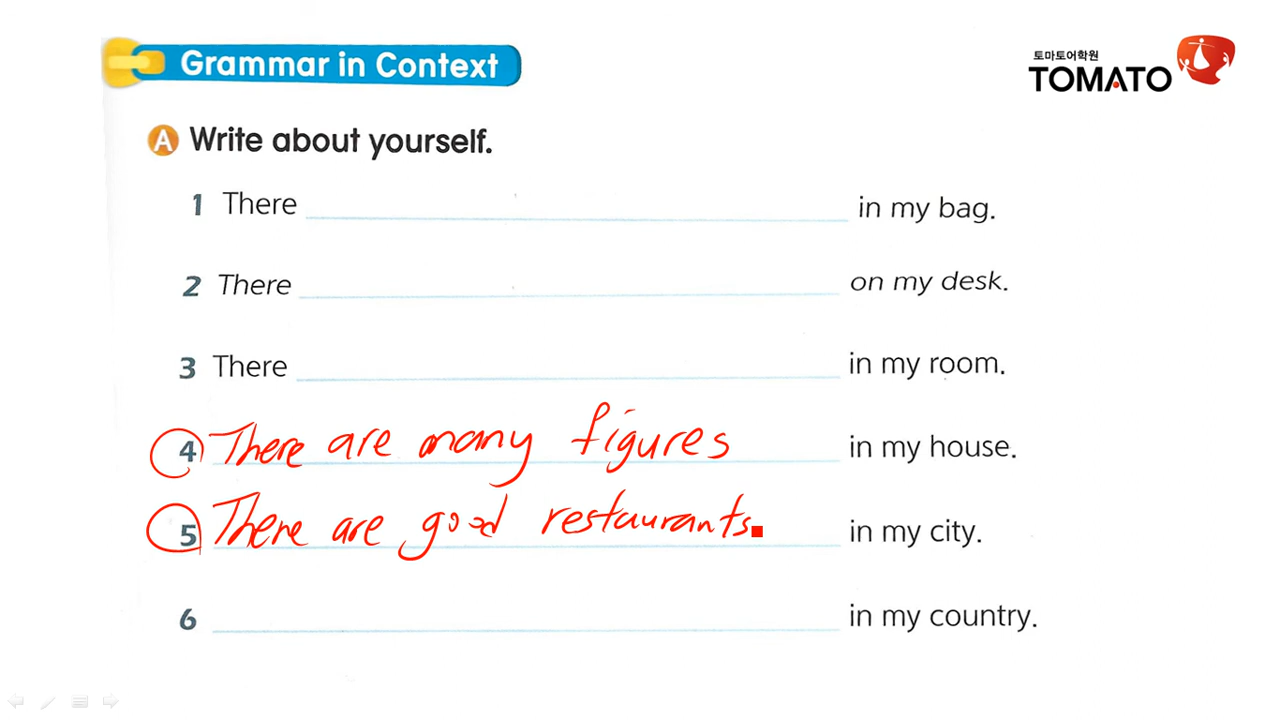 Grammar in Context
토마토어학원
TOMATO
A Write about yourself.
1 There in my bag.
2 There on my desk.
3 There in my room.
4 There are many figures in my house.
5 There are good restaurants in my city.
6 in my country.